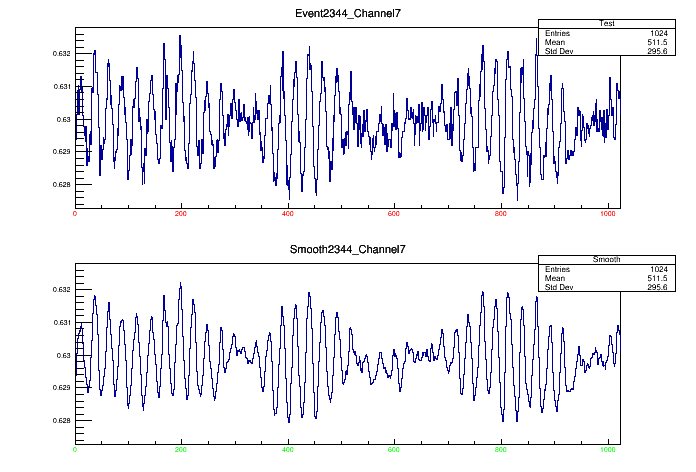 Event2344_Channel7
Test
Entries 1024
Mean 511.5
Std Dev 295.6
0.632
0.631
0.63
0.629
0.628
0 200 400 600 800 1000
Smooth2344_Channel7
Smooth
Entries 1024
Mean 511.5
Std Dev 295.6
0.632
0.631
0.63
0.629
0.628
0 200 400 600 800 1000